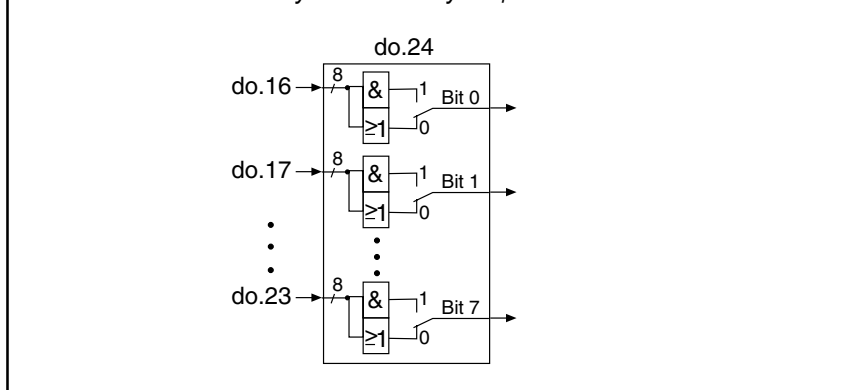 do.24
do.16 8 & 1 Bit 0
≥1 0
do.17 8 & 1 Bit 1
≥1 0
do.23 8 & 1 Bit 7
≥1 0